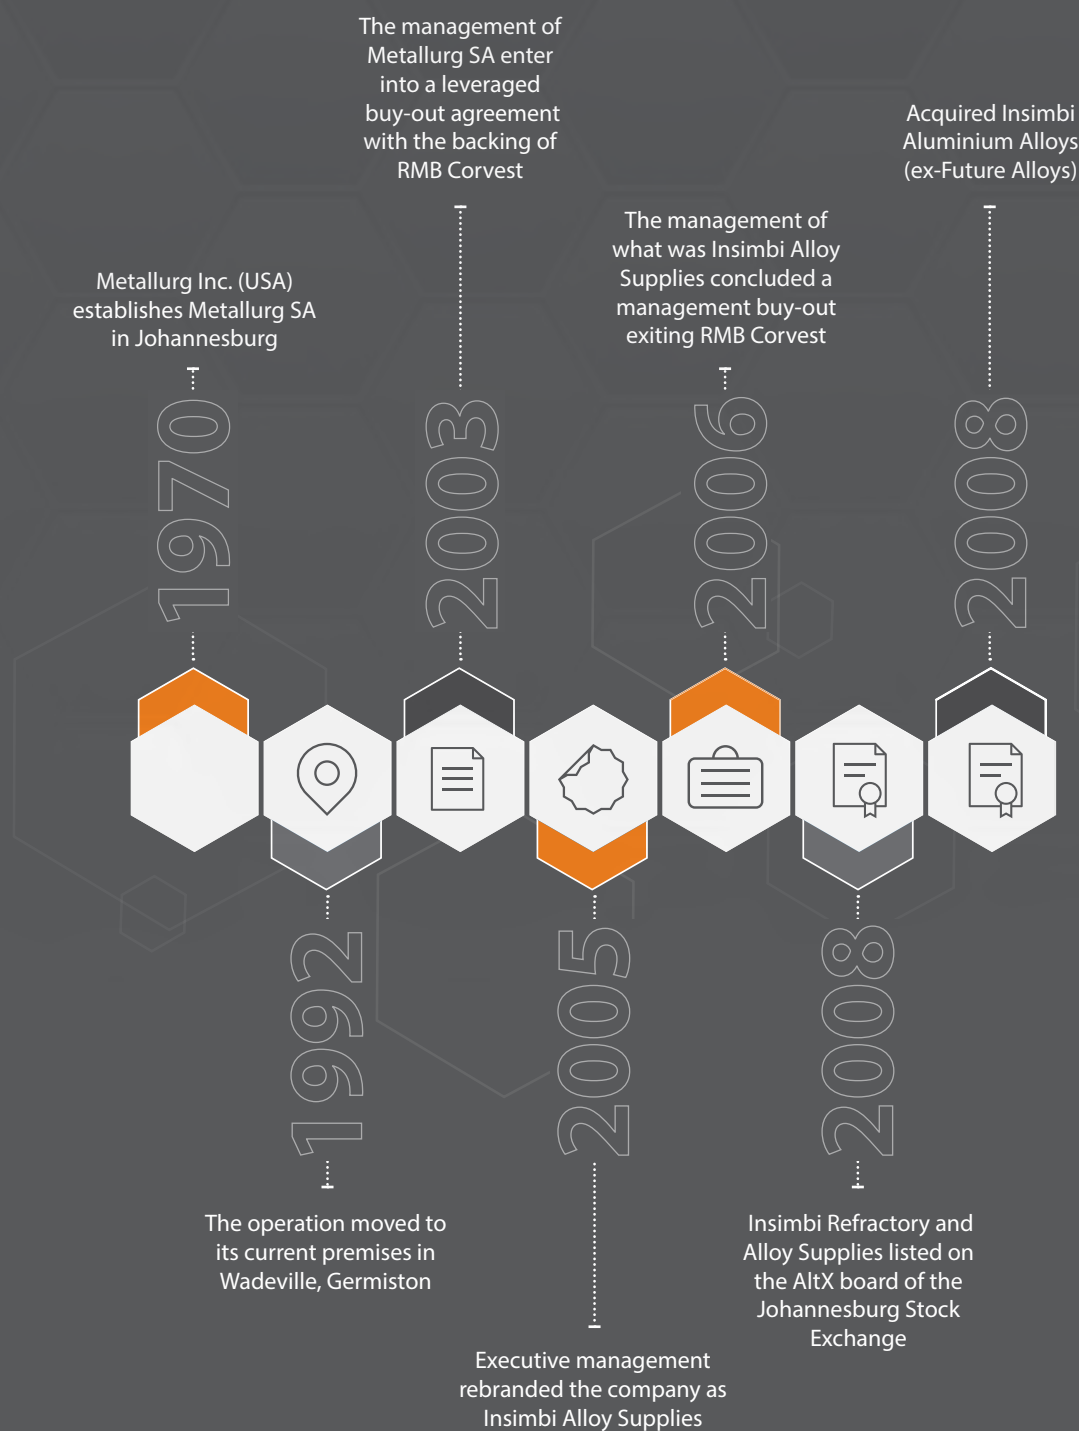 Metallurg Inc. (USA)
establishes Metallurg SA
in Johannesburg
1970
1992
The operation moved to
its current premises in
Wadeville, Germiston
The management of
Metallurg SA enter
into a leveraged
buy-out agreement
with the backing of
RMB Corvest
2003
2005
Executive management
rebranded the company as
Insimbi Alloy Supplies
The management of
what was Insimbi Alloy
Supplies concluded a
management buy-out
exiting RMB Corvest
2006
2008
Insimbi Refractory and
Alloy Supplies listed on
the AltX board of the
Johannesburg Stock
Exchange
Acquired Insimbi
Aluminium Alloys
(ex-Future Alloys)
2008